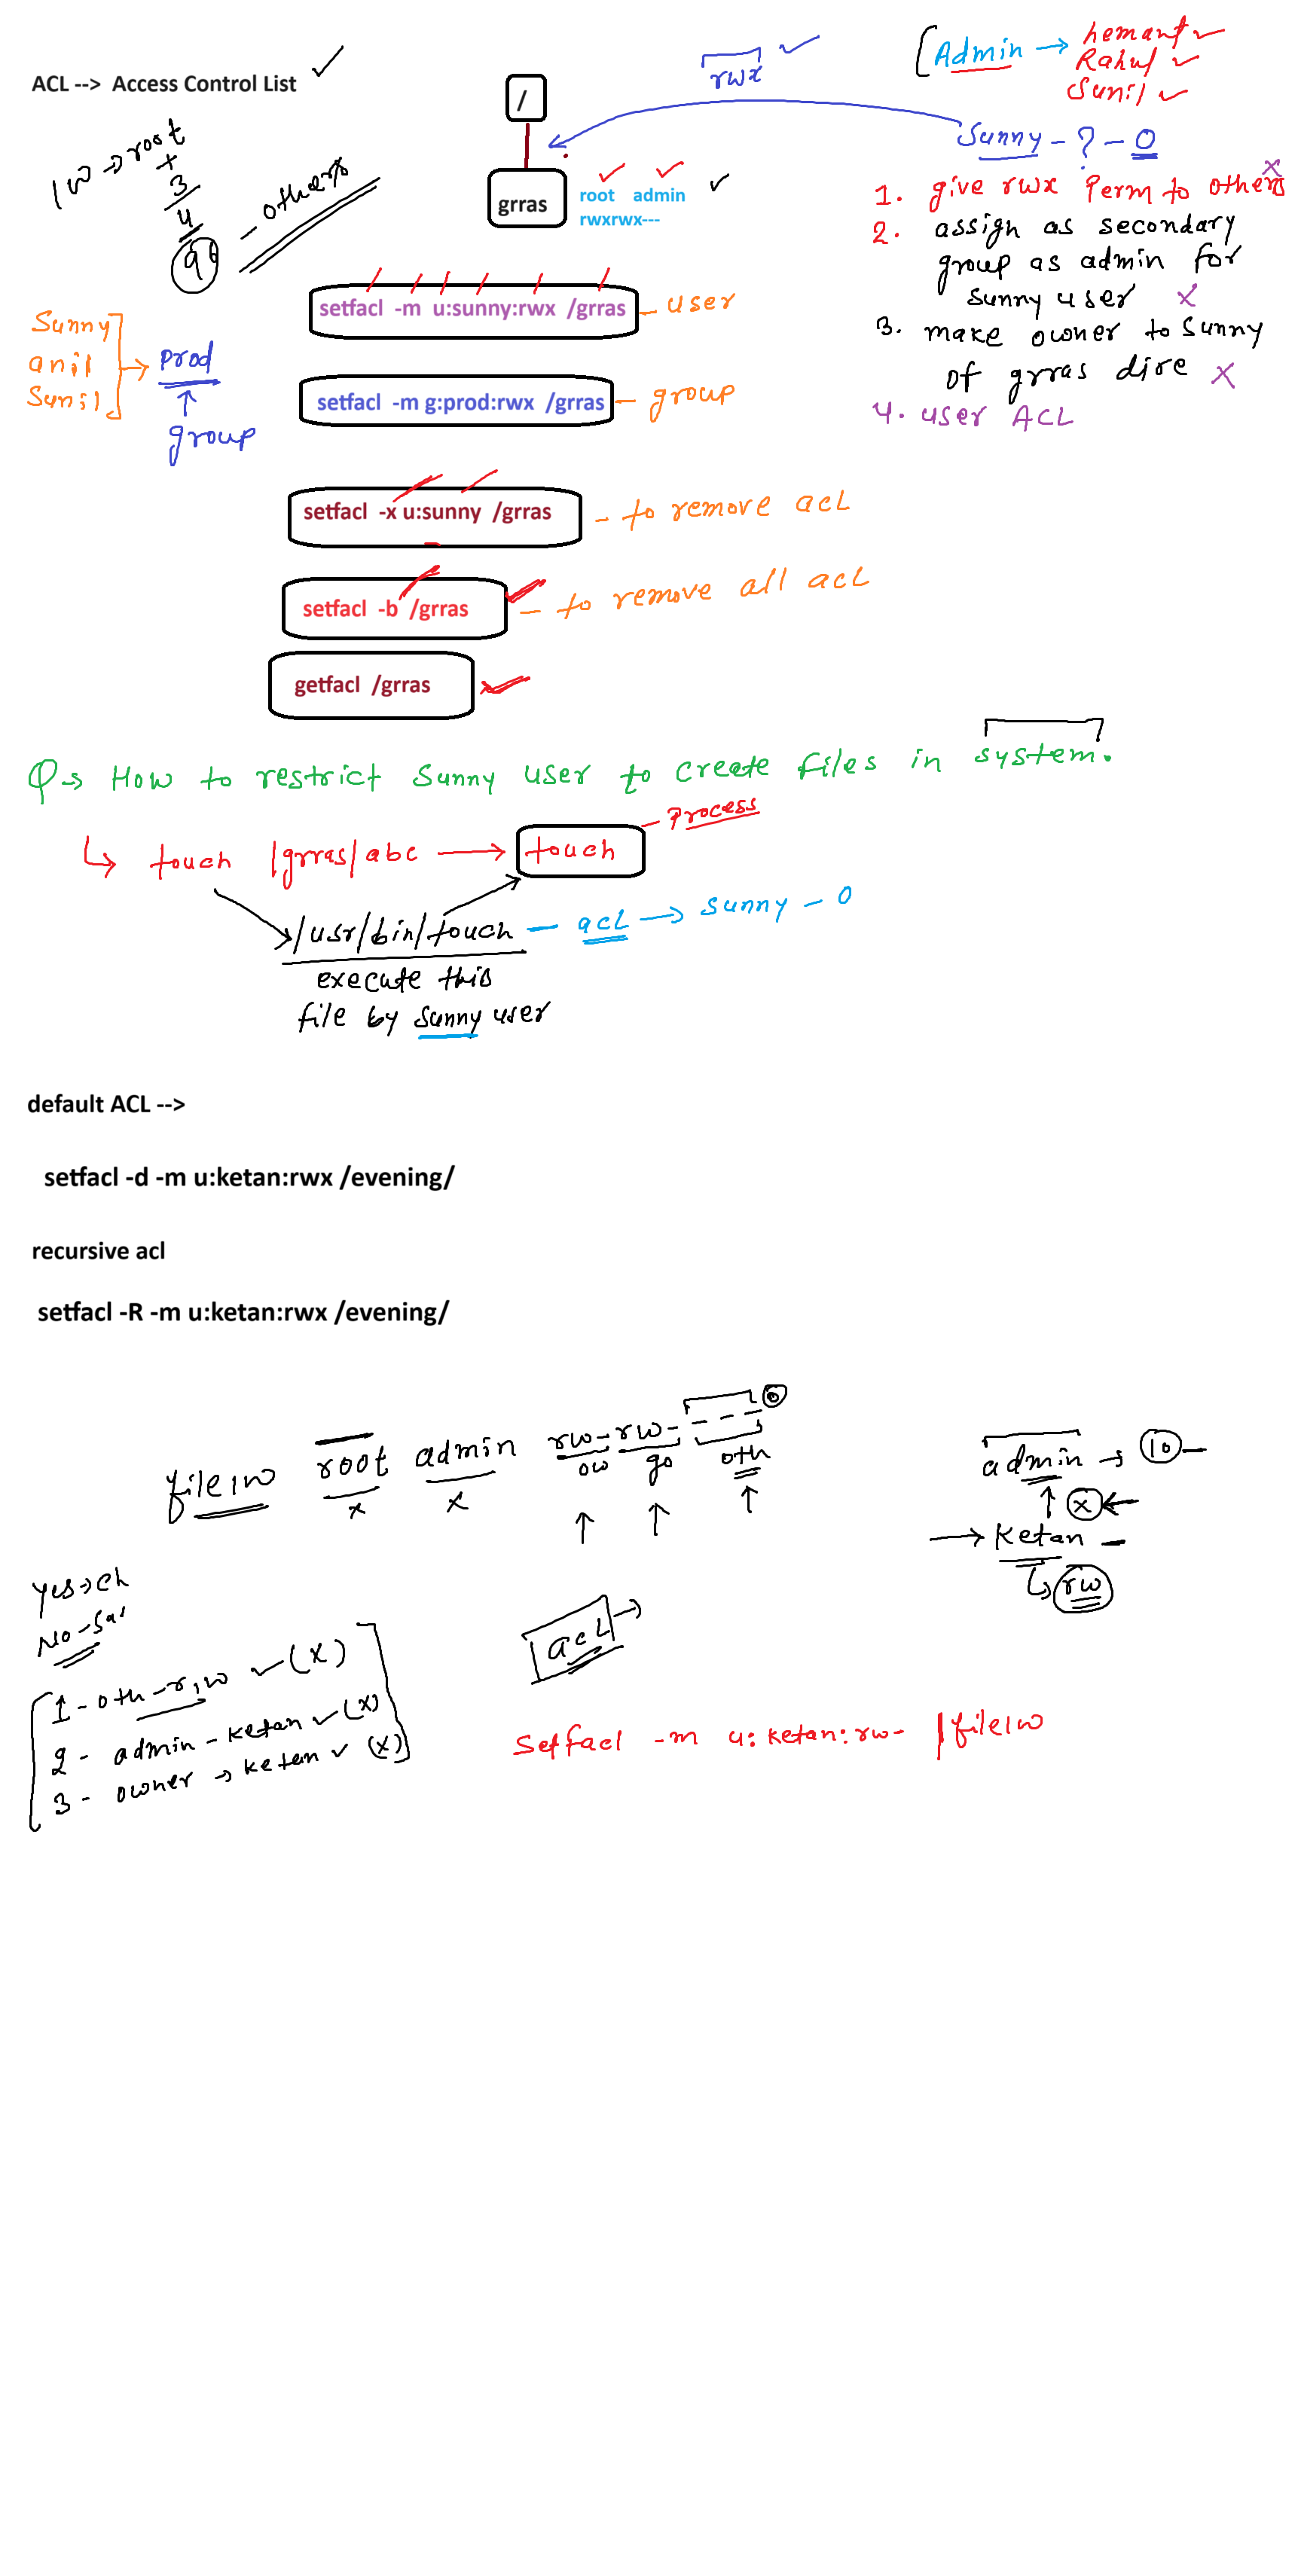 ACL --> Access Control List
/
rwx
Admin → hemant
Rahul
Sunil
Sunny - ? - 0
grras
root admin
rwxrwx---
→ root
+
3
4
- others
1. give rwx Perm to others x
2. assign as secondary
group as admin for
Sunny user x
3. make owner to Sunny
of grras dire x
4. user ACL
setfacl -m u:sunny:rwx /grras - user
Sunny
anil
Sunil
→ Prod
↑
group
setfacl -m g:prod:rwx /grras - group
setfacl -x u:sunny /grras - to remove acL
setfacl -b /grras - to remove all acL
getfacl /grras
Q→ How to restrict Sunny user to create files in system.
↳ touch /grras/abc → touch - Process
/usr/bin/touch - acL → Sunny - 0
execute this
file by Sunny user
default ACL -->
setfacl -d -m u:ketan:rwx /evening/
recursive acl
setfacl -R -m u:ketan:rwx /evening/
file10 root admin rw-rw---- 0
x x ow go oth
↑ ↑ ↑
admin → 10 -
↑ x ←
→ Ketan -
↳ rw
Yes → Ch
No -
1 - oth - r,w ✓ (x)
2 - admin - ketan ✓ (x)
3 - owner → ketan ✓ (x)
acL →
Setfacl -m u:ketan:rw- /file10